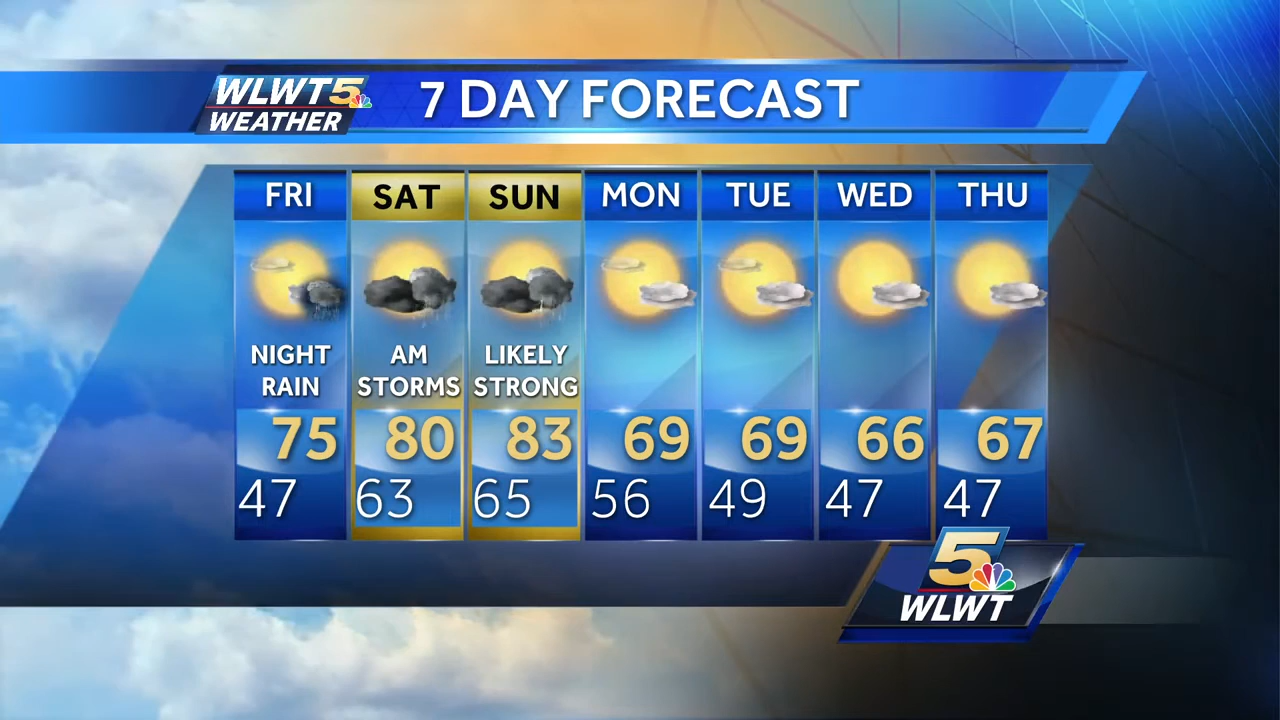 WLWT5
WEATHER
7 DAY FORECAST
FRI
SAT
SUN
MON
TUE
WED
THU
NIGHT
RAIN
AM
STORMS
LIKELY
STRONG
75
80
83
69
69
66
67
47
63
65
56
49
47
47
5
WLWT